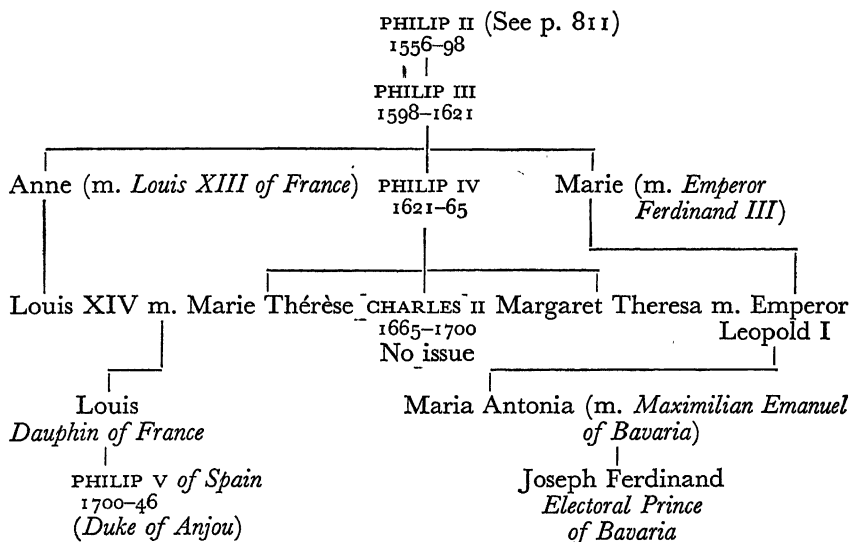 PHILIP II (See p. 811)
1556–98
PHILIP III
1598–1621
Anne (m. Louis XIII of France) PHILIP IV Marie (m. Emperor
1621–65 Ferdinand III)
Louis XIV m. Marie Thérèse CHARLES II Margaret Theresa m. Emperor
1665–1700 Leopold I
No issue
Louis Maria Antonia (m. Maximilian Emanuel
Dauphin of France of Bavaria)
PHILIP V of Spain Joseph Ferdinand
1700–46 Electoral Prince
(Duke of Anjou) of Bavaria